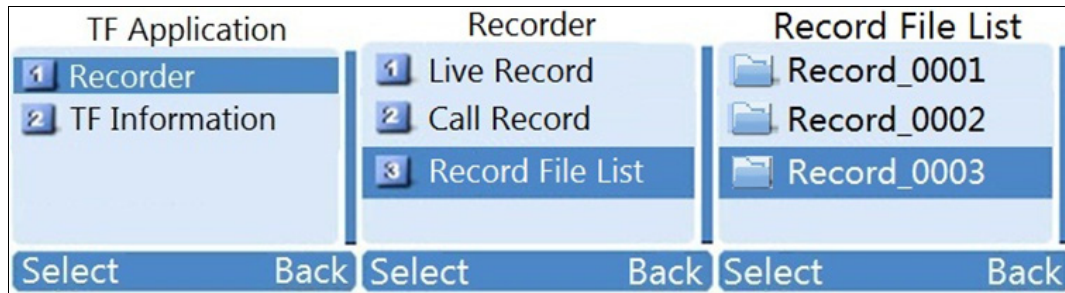 TF Application
1 Recorder
2 TF Information
Select Back
Recorder
1 Live Record
2 Call Record
3 Record File List
Select Back
Record File List
Record_0001
Record_0002
Record_0003
Select Back